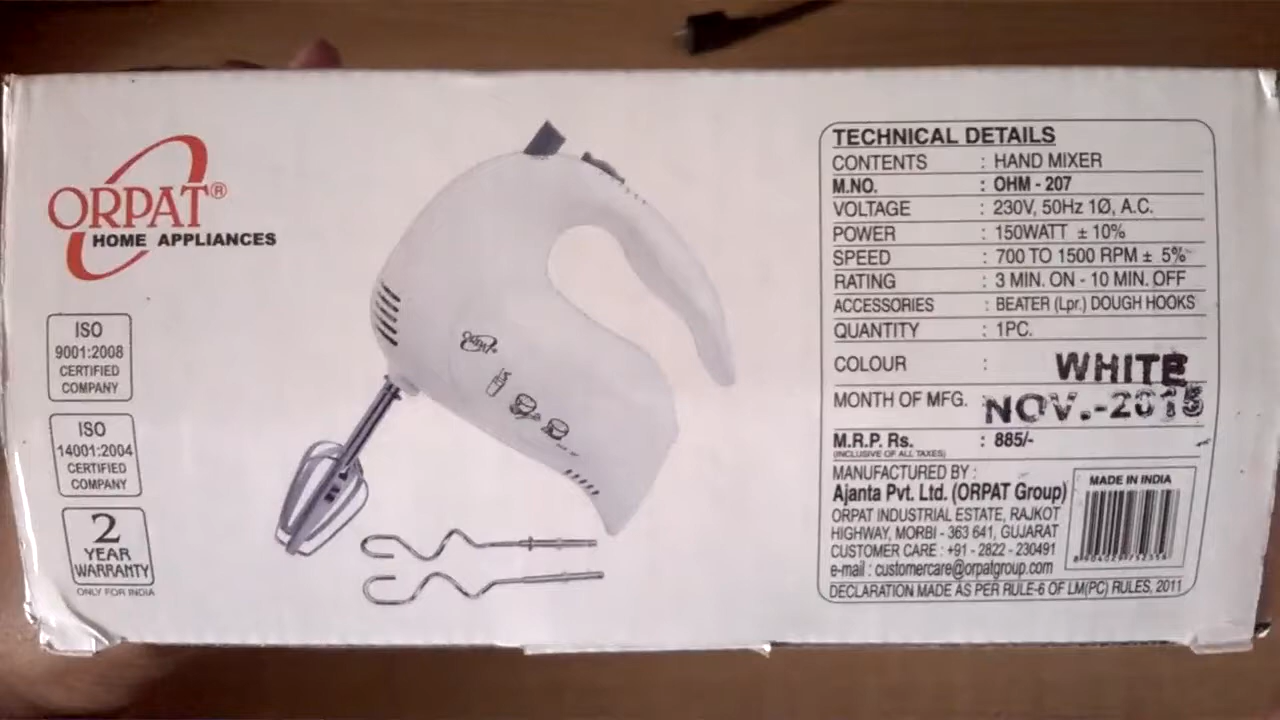 ORPAT®
HOME APPLIANCES
ISO
9001:2008
CERTIFIED
COMPANY
ISO
14001:2004
CERTIFIED
COMPANY
2
YEAR
WARRANTY
ONLY FOR INDIA
ORPAT
TECHNICAL DETAILS
CONTENTS : HAND MIXER
M.NO. : OHM - 207
VOLTAGE : 230V, 50Hz 1Ø, A.C.
POWER : 150WATT ± 10%
SPEED : 700 TO 1500 RPM ± 5%
RATING : 3 MIN. ON - 10 MIN. OFF
ACCESSORIES : BEATER (Lpr.) DOUGH HOOKS
QUANTITY : 1PC.
COLOUR : WHITE
MONTH OF MFG. NOV.-2015
M.R.P. Rs. : 885/-
(INCLUSIVE OF ALL TAXES)
MANUFACTURED BY :
Ajanta Pvt. Ltd. (ORPAT Group)
ORPAT INDUSTRIAL ESTATE, RAJKOT
HIGHWAY, MORBI - 363 641, GUJARAT
CUSTOMER CARE : +91 - 2822 - 230491
e-mail : customercare@orpatgroup.com
MADE IN INDIA
DECLARATION MADE AS PER RULE-6 OF LM(PC) RULES, 2011